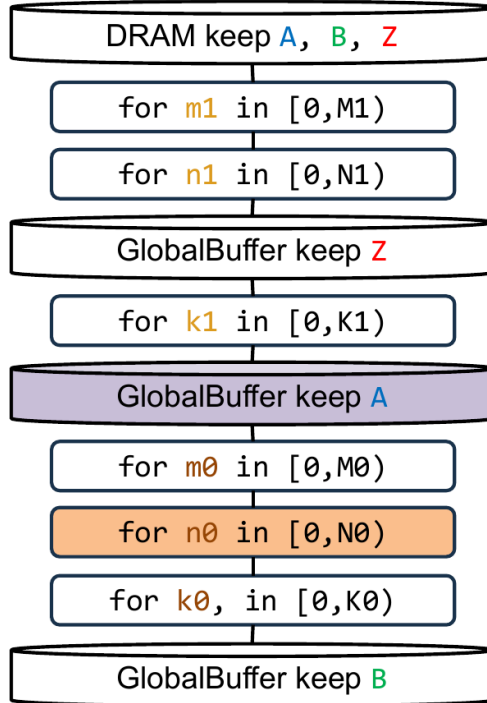 DRAM keep A, B, Z
for m1 in [0,M1)
for n1 in [0,N1)
GlobalBuffer keep Z
for k1 in [0,K1)
GlobalBuffer keep A
for m0 in [0,M0)
for n0 in [0,N0)
for k0, in [0,K0)
GlobalBuffer keep B